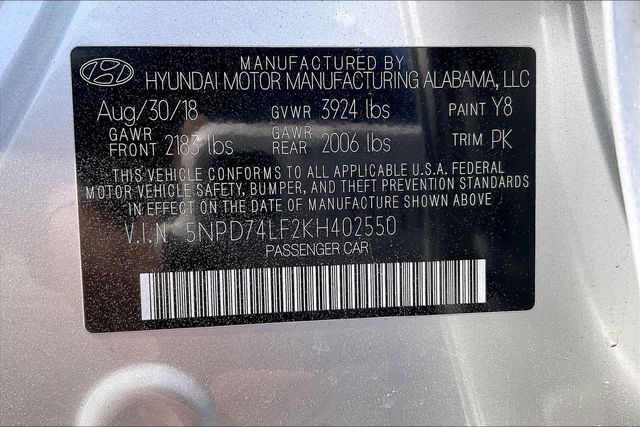 MANUFACTURED BY
HYUNDAI MOTOR MANUFACTURING ALABAMA, LLC
Aug/30/18 GVWR 3924 lbs PAINT Y8
GAWR FRONT 2183 lbs GAWR REAR 2006 lbs TRIM PK
THIS VEHICLE CONFORMS TO ALL APPLICABLE U.S.A. FEDERAL
MOTOR VEHICLE SAFETY, BUMPER, AND THEFT PREVENTION STANDARDS
IN EFFECT ON THE DATE OF MANUFACTURE SHOWN ABOVE
V.I.N 5NPD74LF2KH402550
PASSENGER CAR